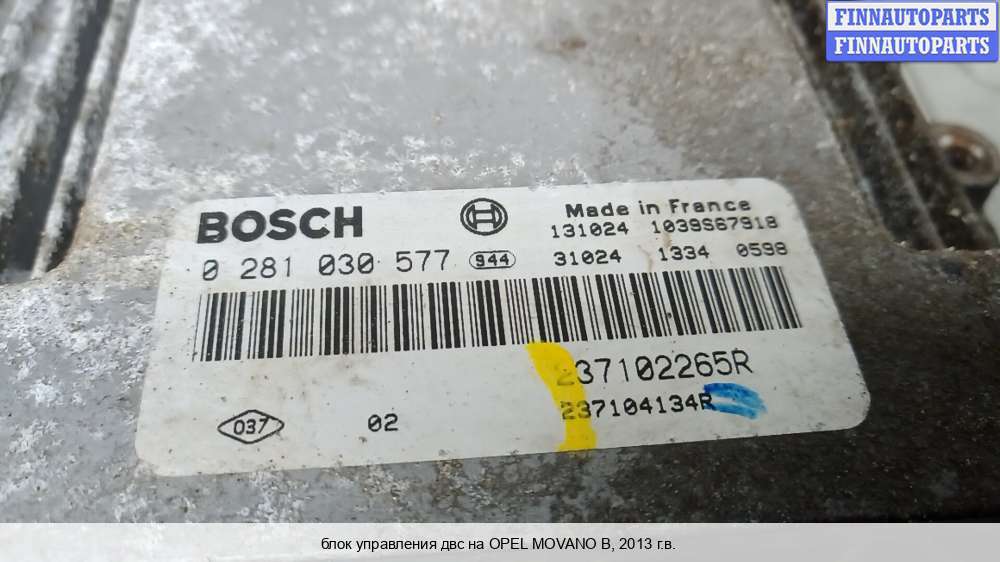 FINNAUTOPARTS
FINNAUTOPARTS
BOSCH
Made in France
131024 1039S67918
0 281 030 577 944 31024 1334 0598
237102265R
237104134R
037 02
блок управления двс на OPEL MOVANO B, 2013 г.в.